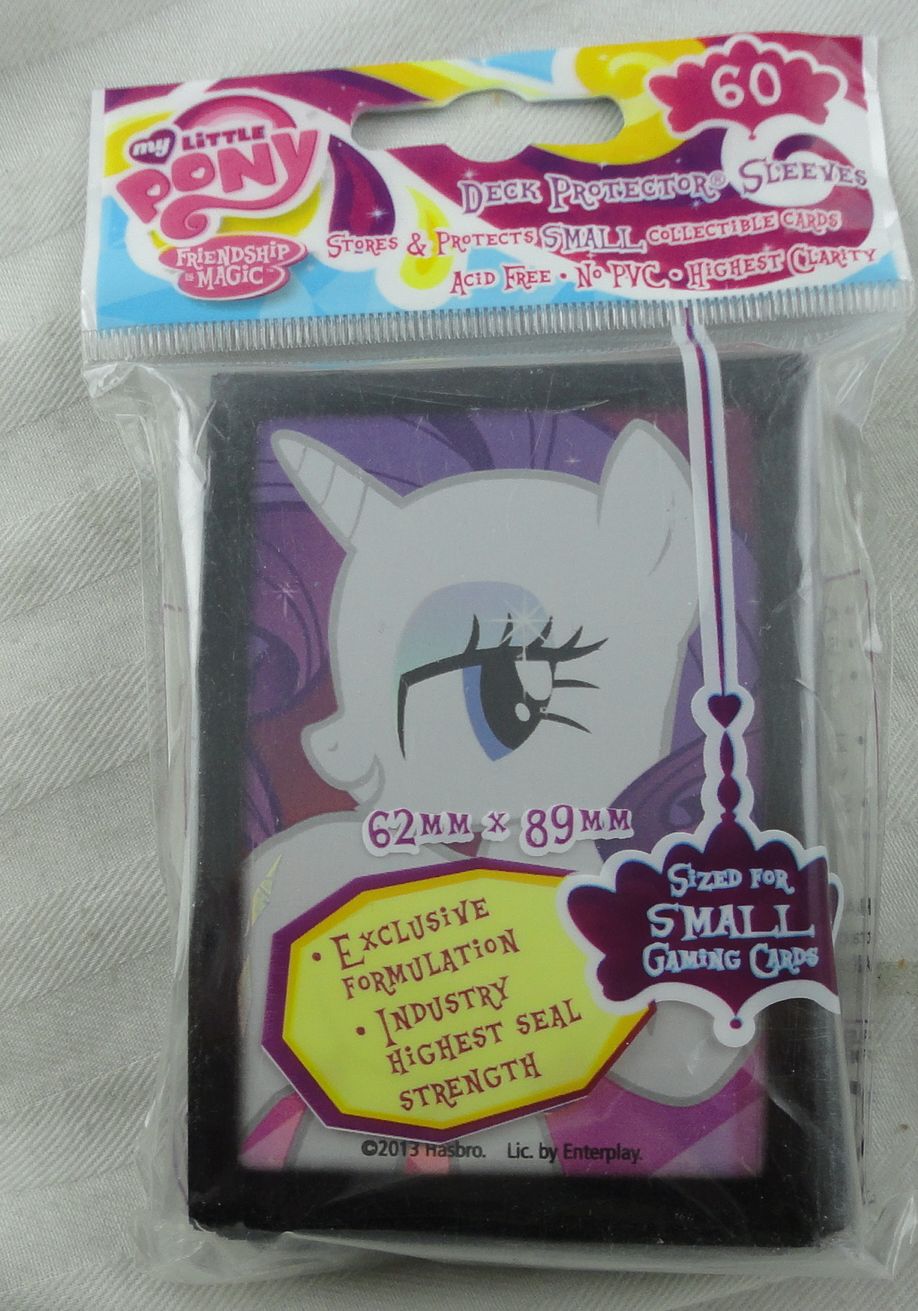 60
my LiTTLE
PONY
FRIENDSHIP
IS MAGIC™
DECK PROTECTOR® SLEEVES
STORES & PROTECTS SMALL COLLECTIBLE CARDS
ACID FREE • NO PVC • HIGHEST CLARITY
62MM X 89MM
SIZED FOR
SMALL
GAMING CARDS
• EXCLUSIVE
FORMULATION
• INDUSTRY
HIGHEST SEAL
STRENGTH
©2013 Hasbro. Lic. by Enterplay.